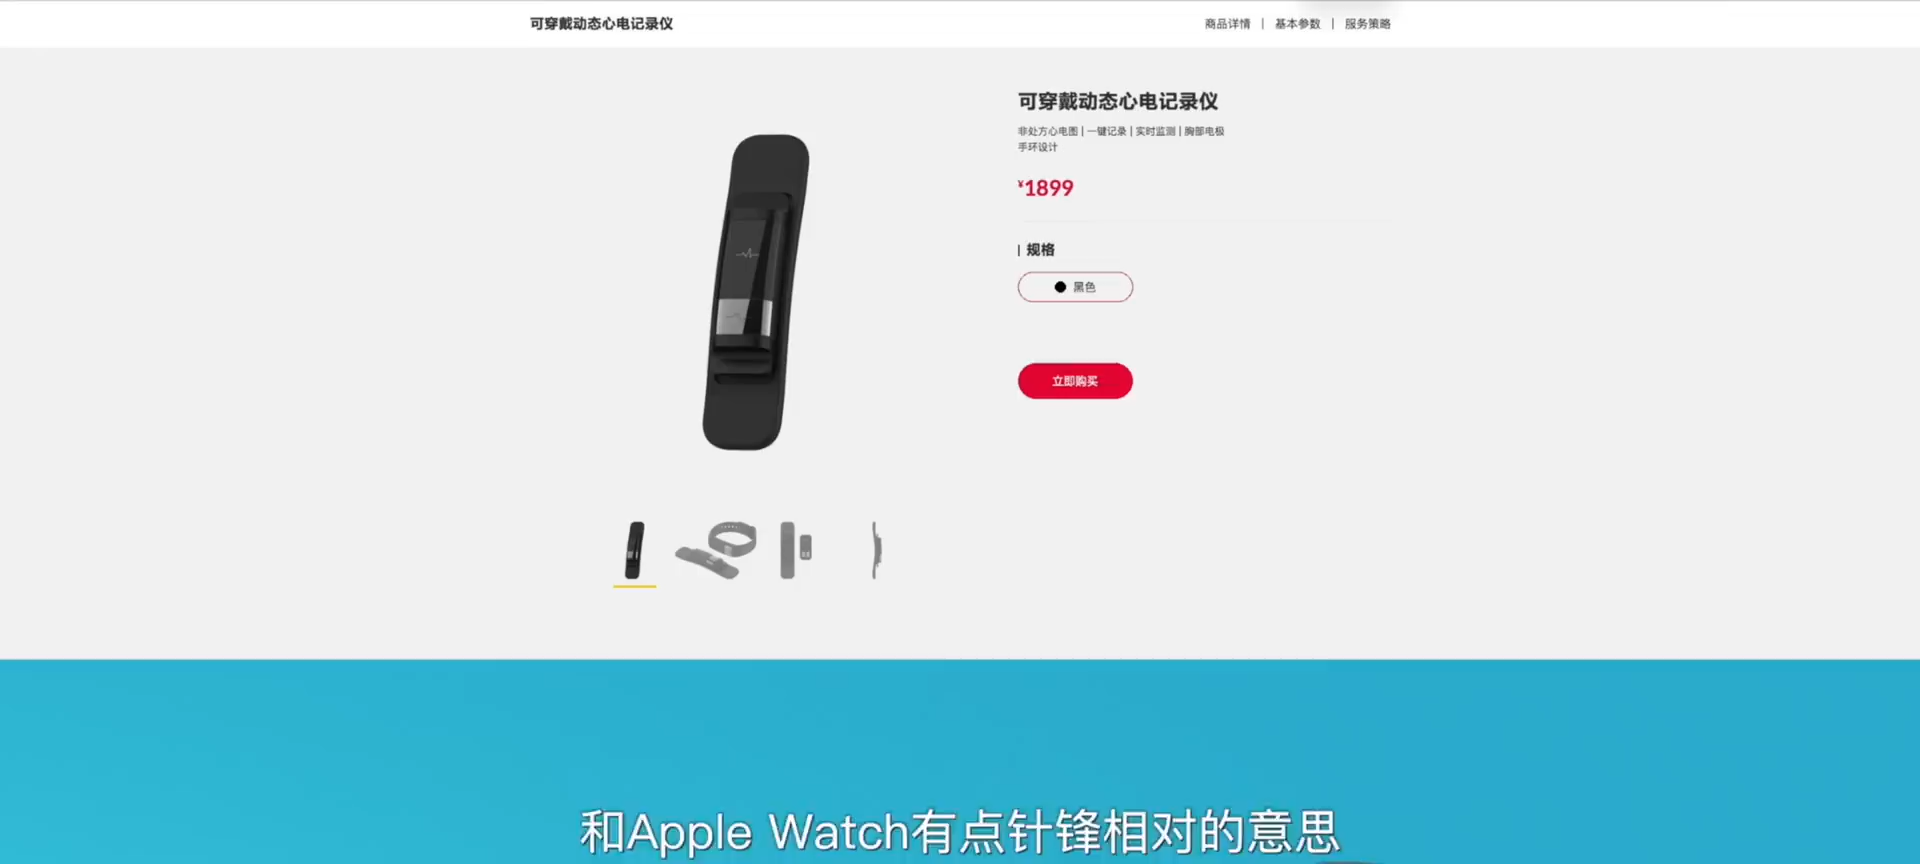 可穿戴动态心电记录仪
商品详情 | 基本参数 | 服务策略
可穿戴动态心电记录仪
非处方心电图 | 一键记录 | 实时监测 | 胸部电极
手环设计
¥1899
规格
黑色
立即购买
和Apple Watch有点针锋相对的意思